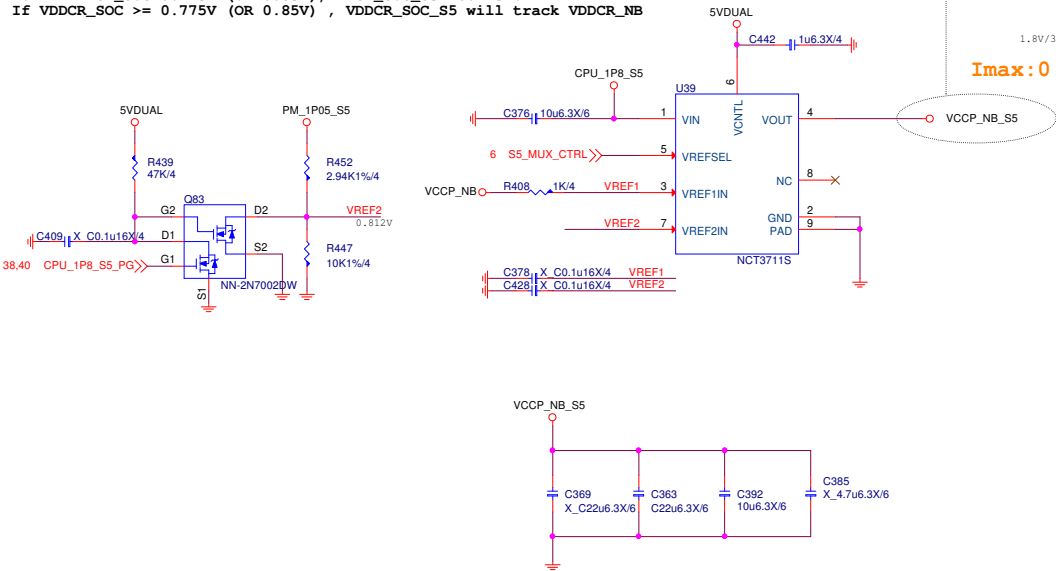 If VDDCR_SOC >= 0.775V (OR 0.85V) , VDDCR_SOC_S5 will track VDDCR_NB
5VDUAL
C442
1u6.3X/4
1.8V/3
Imax:0
CPU_1P8_S5
6
U39
5VDUAL
PM_1P05_S5
C376
10u6.3X/6
1
VIN
VCNTL
VOUT
4
VCCP_NB_S5
R439
47K/4
R452
2.94K1%/4
6
S5_MUX_CTRL
5
VREFSEL
NC
8
VCCP_NB
R408
1K/4
VREF1
3
VREF1IN
Q83
G2
D2
VREF2
0.812V
GND
2
VREF2
7
VREF2IN
PAD
9
C409
X_C0.1u16X/4
D1
S2
R447
10K1%/4
38,40
CPU_1P8_S5_PG
G1
NCT3711S
S1
NN-2N7002DW
C378
X_C0.1u16X/4
VREF1
C428
X_C0.1u16X/4
VREF2
VCCP_NB_S5
C369
X_C22u6.3X/6
C363
C22u6.3X/6
C392
10u6.3X/6
C385
X_4.7u6.3X/6